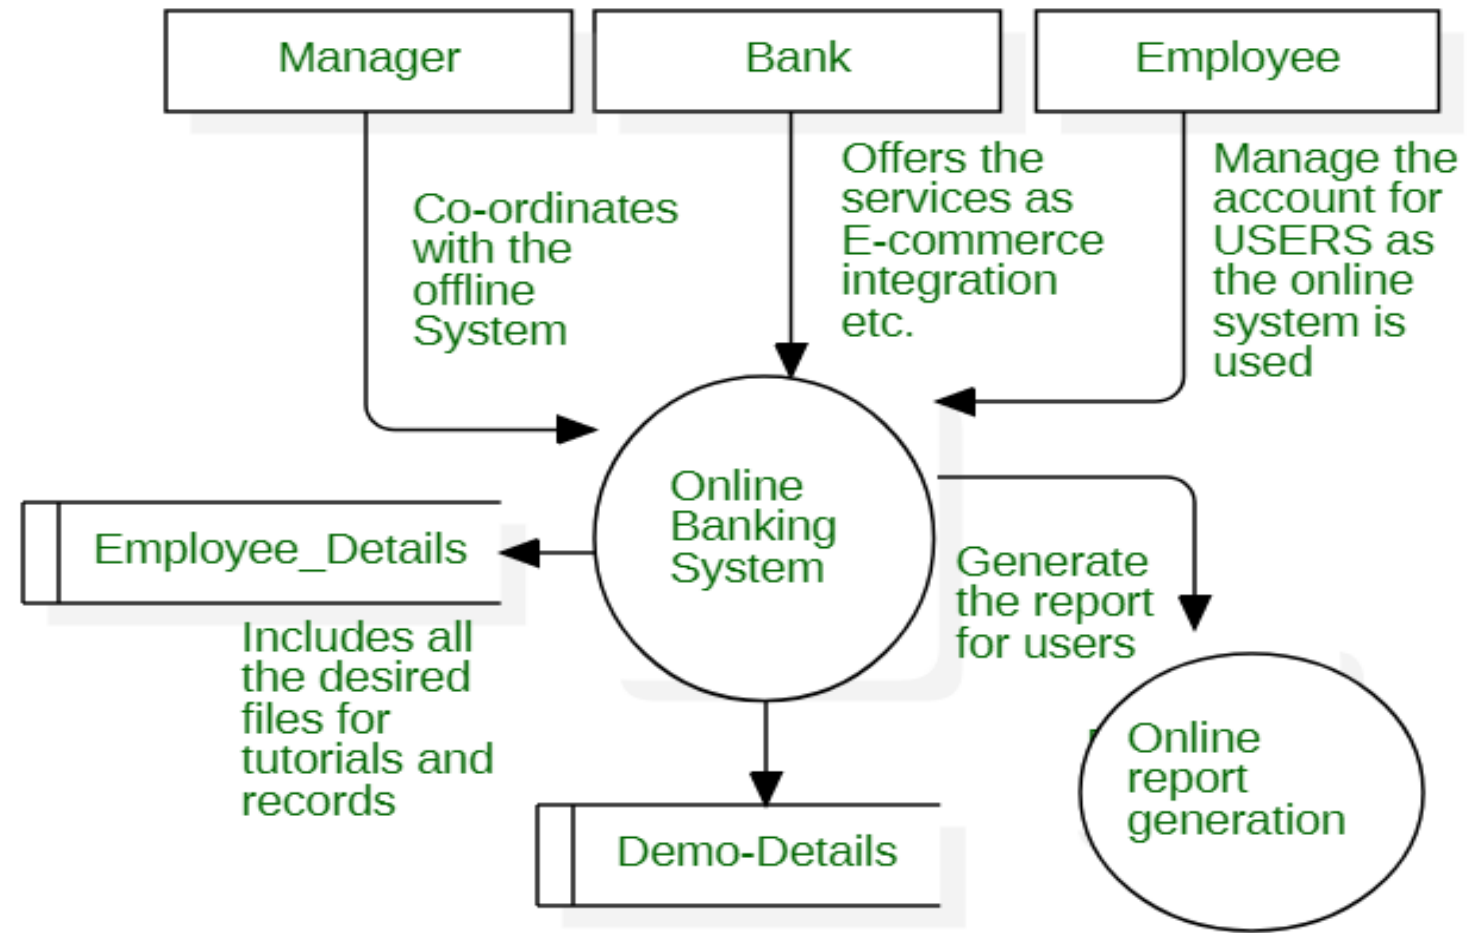 Manager
Bank
Employee
Co-ordinates
with the
offline
System
Offers the
services as
E-commerce
integration
etc.
Manage the
account for
USERS as
the online
system is
used
Online
Banking
System
Employee_Details
Includes all
the desired
files for
tutorials and
records
Generate
the report
for users
Demo-Details
Online
report
generation